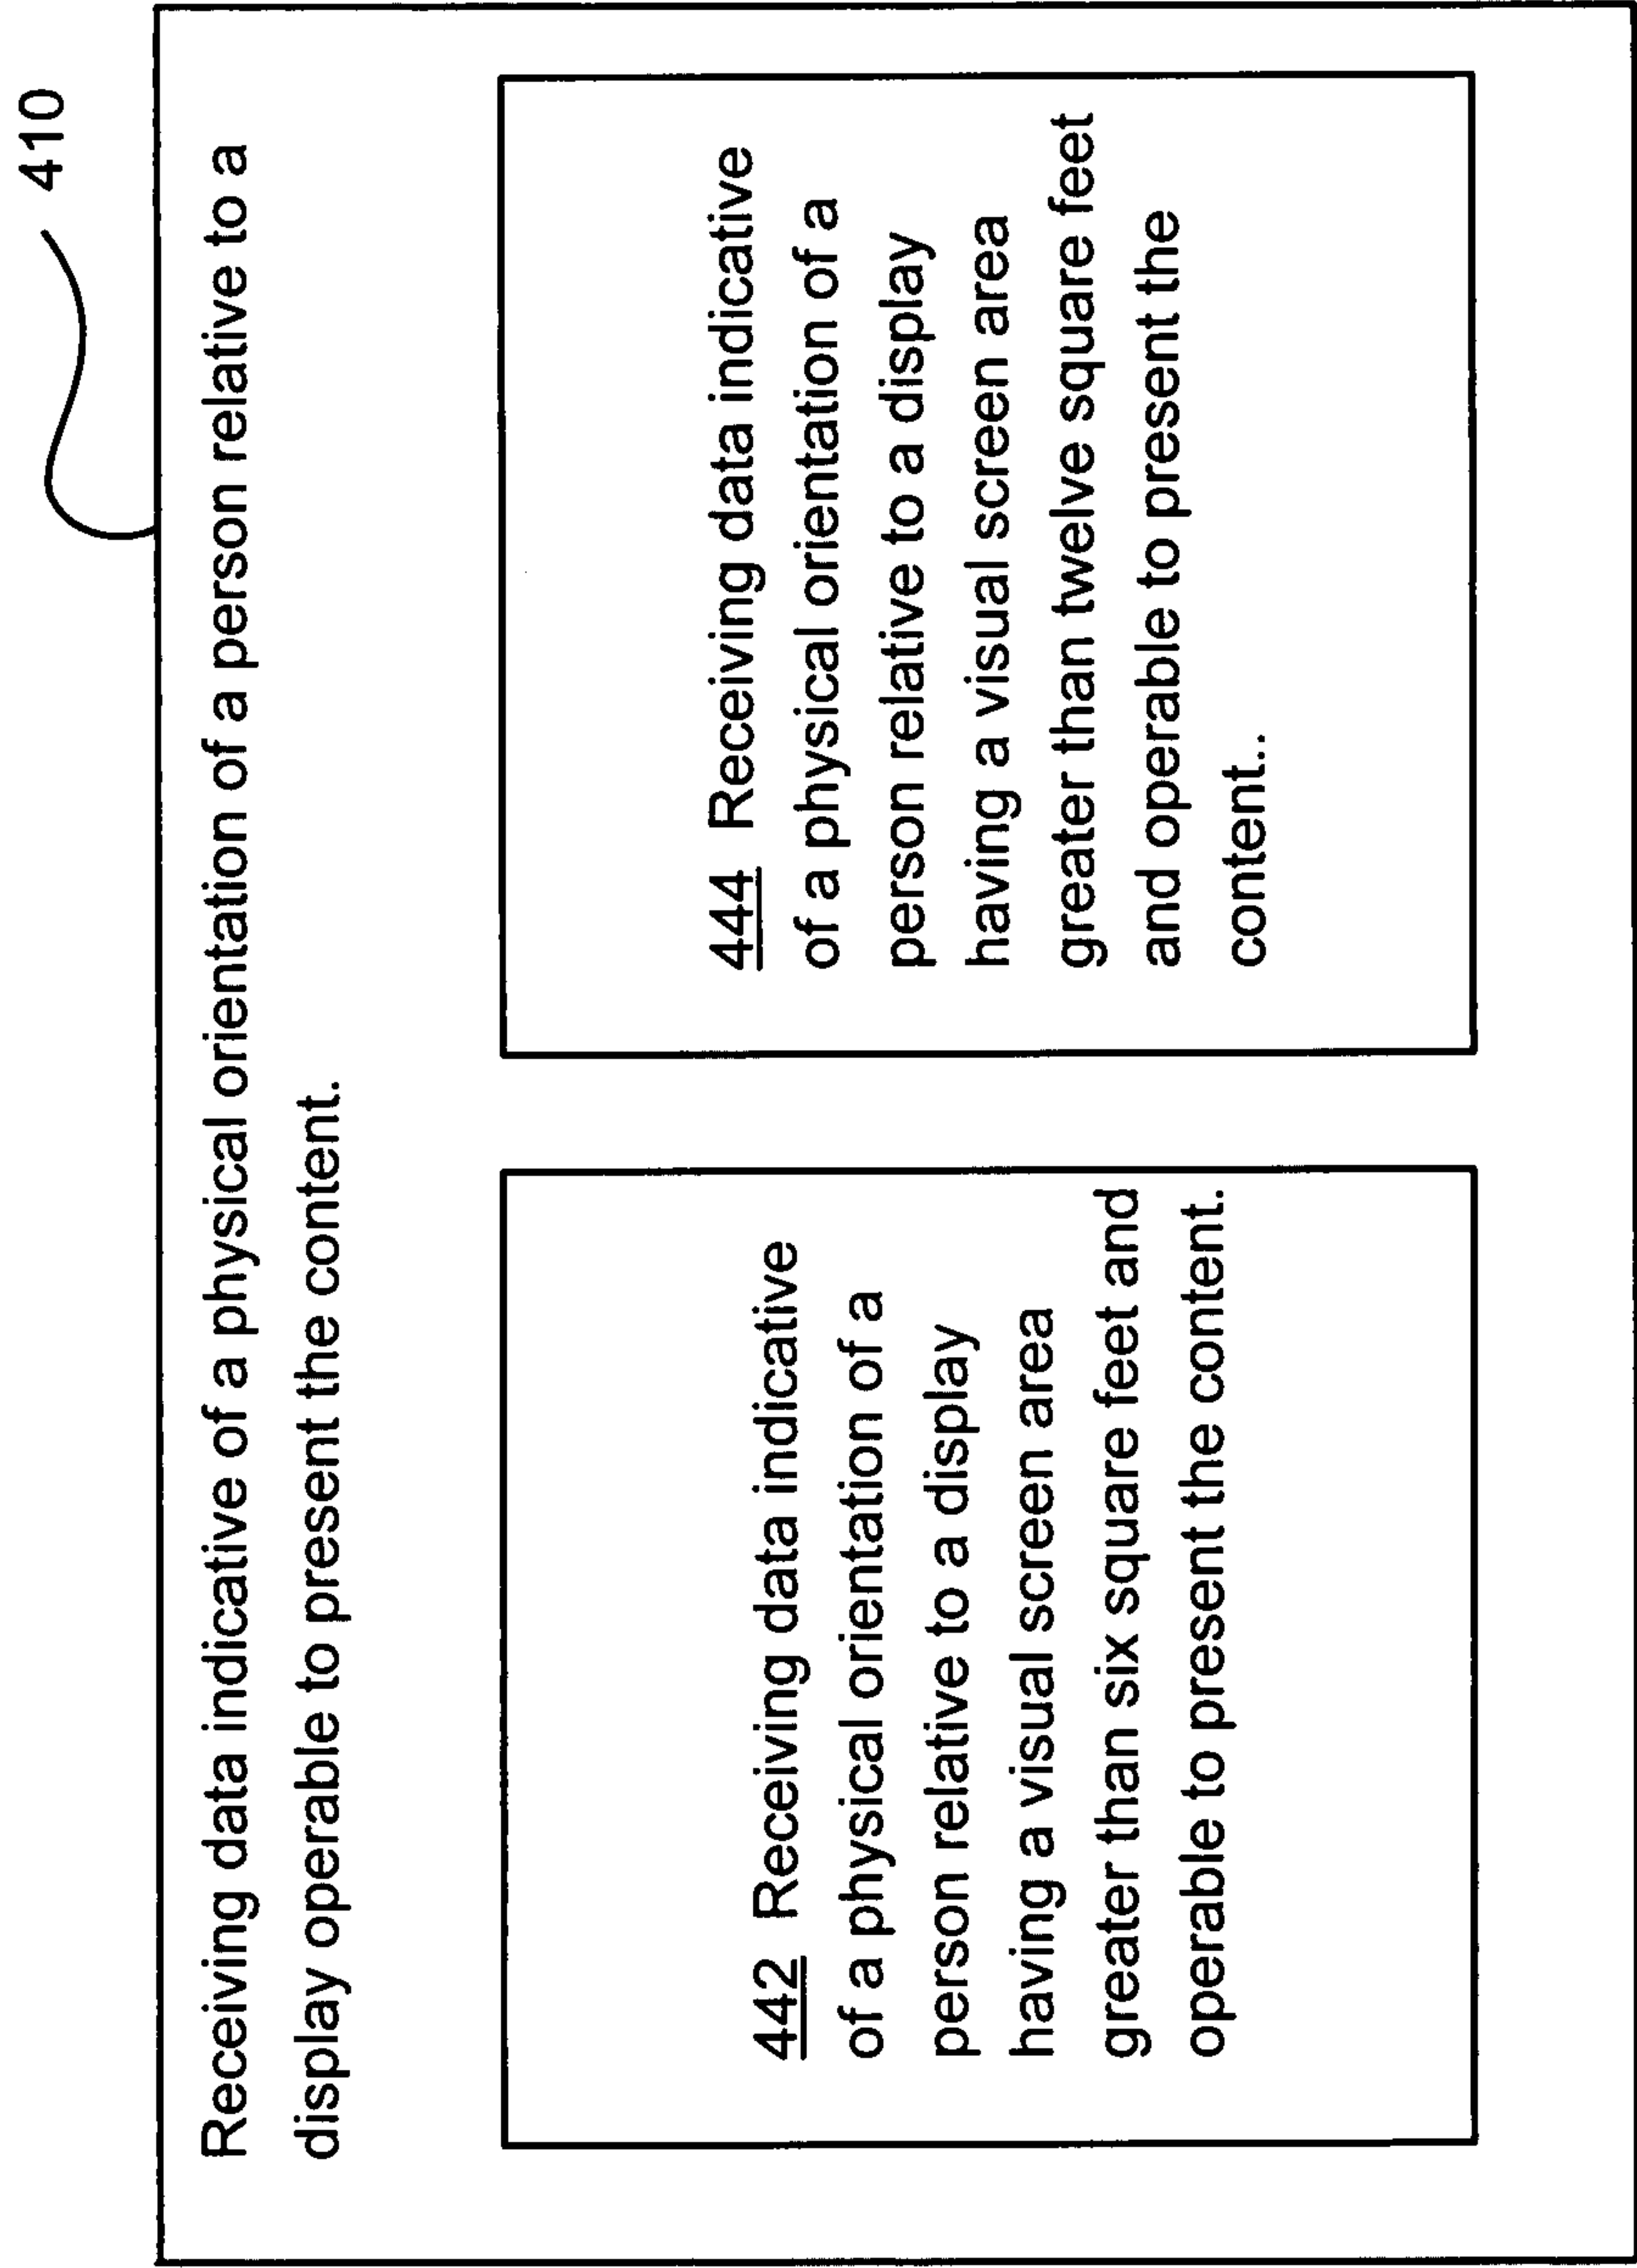 410
Receiving data indicative of a physical orientation of a person relative to a
display operable to present the content.
442 Receiving data indicative
of a physical orientation of a
person relative to a display
having a visual screen area
greater than six square feet and
operable to present the content.
444 Receiving data indicative
of a physical orientation of a
person relative to a display
having a visual screen area
greater than twelve square feet
and operable to present the
content..